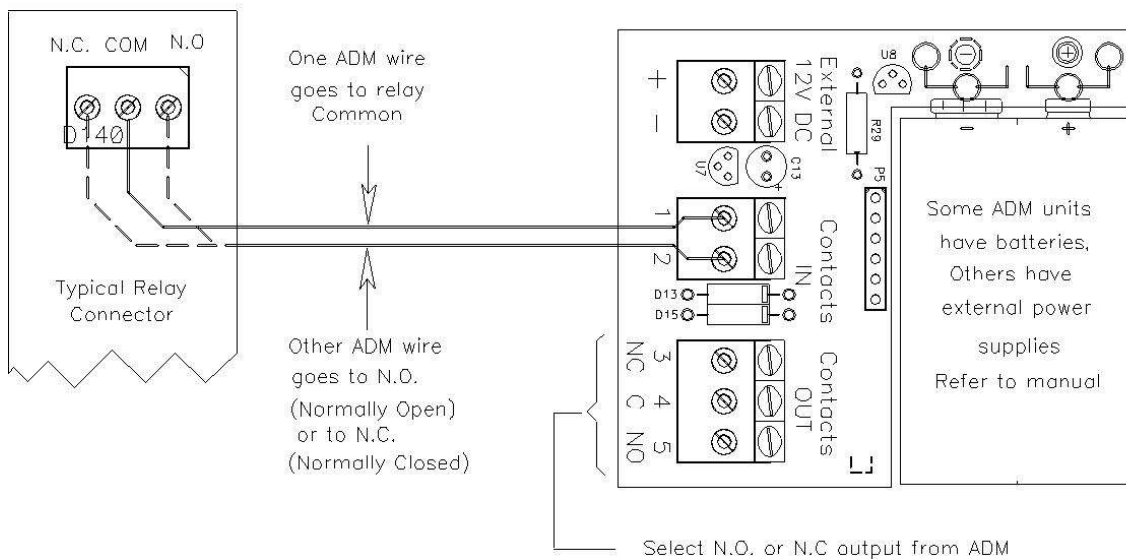 N.C. COM N.O
D140
Typical Relay
Connector
One ADM wire
goes to relay
Common
Other ADM wire
goes to N.O.
(Normally Open)
or to N.C.
(Normally Closed)
+
-
External
12V DC
U7
C13
+
U8
R29
P5
1
2
Contacts
IN
D13
D15
3
4
5
NC
C
NO
Contacts
OUT
-
+
-
+
Some ADM units
have batteries,
Others have
external power
supplies
Refer to manual
Select N.O. or N.C output from ADM